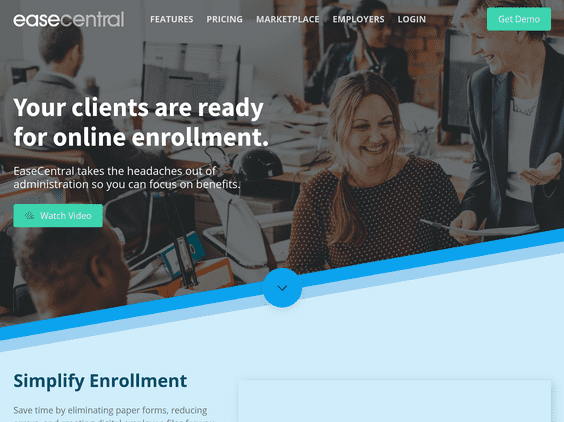 easecentral FEATURES PRICING MARKETPLACE EMPLOYERS LOGIN Get Demo
Your clients are ready
for online enrollment.
EaseCentral takes the headaches out of
administration so you can focus on benefits.
Watch Video
Simplify Enrollment
Save time by eliminating paper forms, reducing